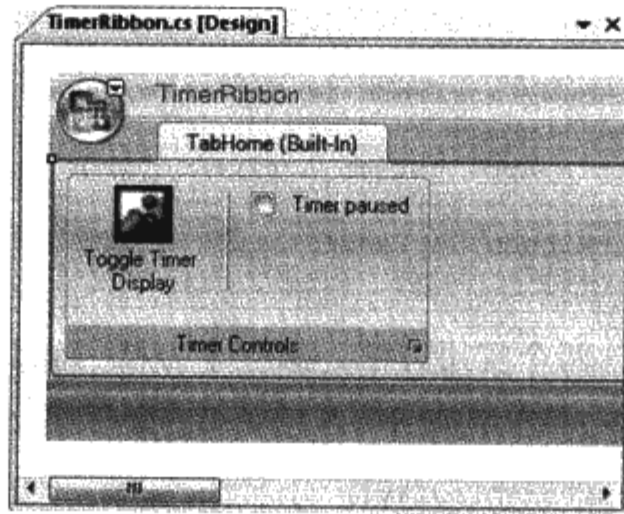 TimerRibbon.cs [Design]
TimerRibbon
TabHome (Built-In)
Timer paused
Toggle Timer
Display
Timer Controls